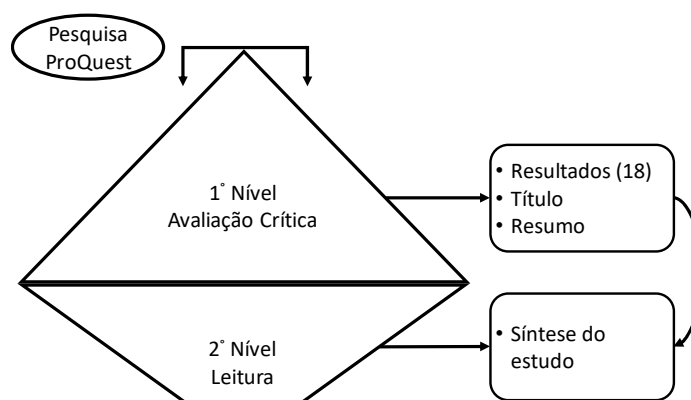 Pesquisa
ProQuest
1° Nível
Avaliação Crítica
• Resultados (18)
• Título
• Resumo
2° Nível
Leitura
• Síntese do
estudo